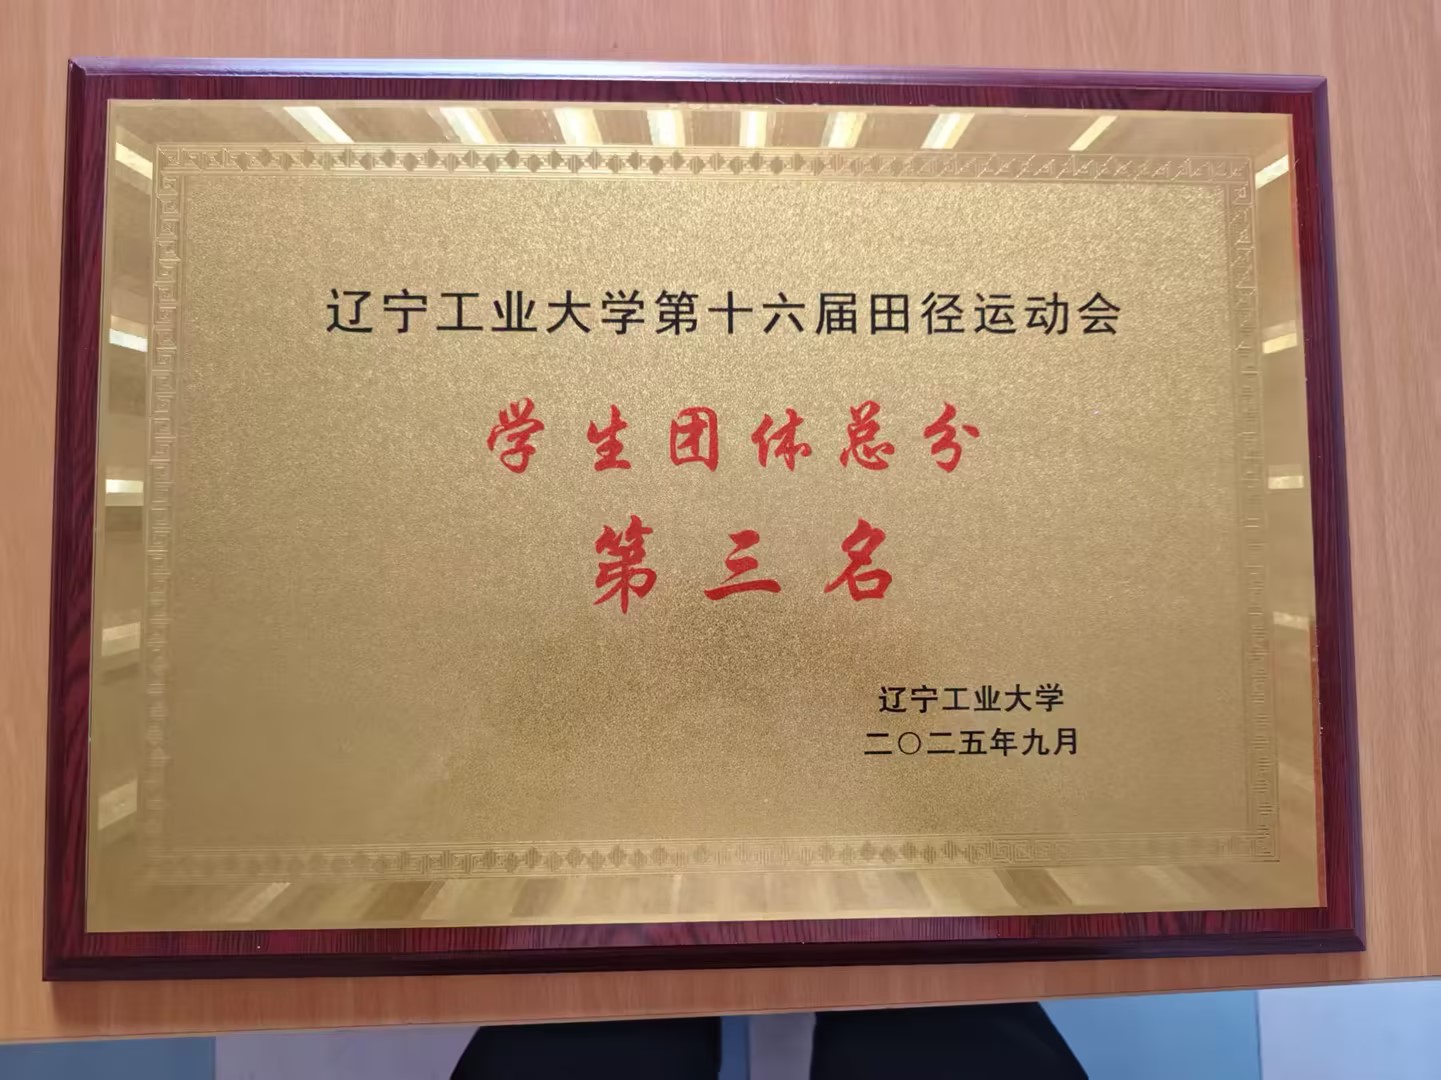 辽宁工业大学第十六届田径运动会
学生团体总分
第三名
辽宁工业大学
二〇二五年九月